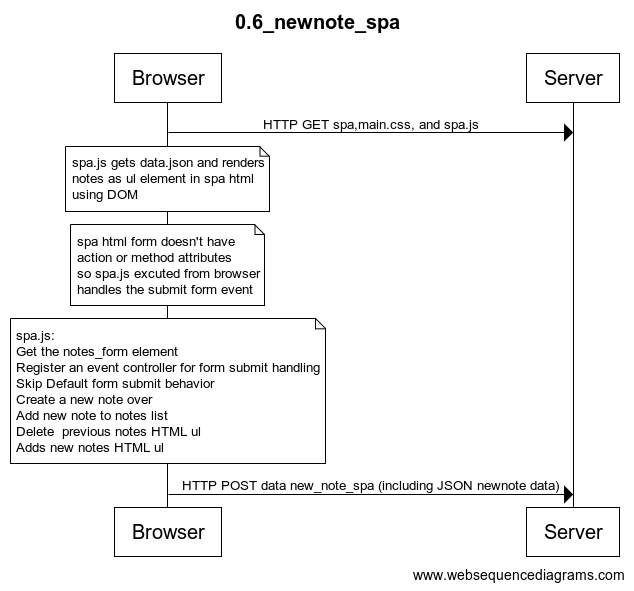 0.6_newnote_spa
Browser
Server
HTTP GET spa,main.css, and spa.js
spa.js gets data.json and renders
notes as ul element in spa html
using DOM
spa html form doesn't have
action or method attributes
so spa.js excuted from browser
handles the submit form event
spa.js:
Get the notes_form element
Register an event controller for form submit handling
Skip Default form submit behavior
Create a new note over
Add new note to notes list
Delete  previous notes HTML ul
Adds new notes HTML ul
HTTP POST data new_note_spa (including JSON newnote data)
Browser
Server
www.websequencediagrams.com